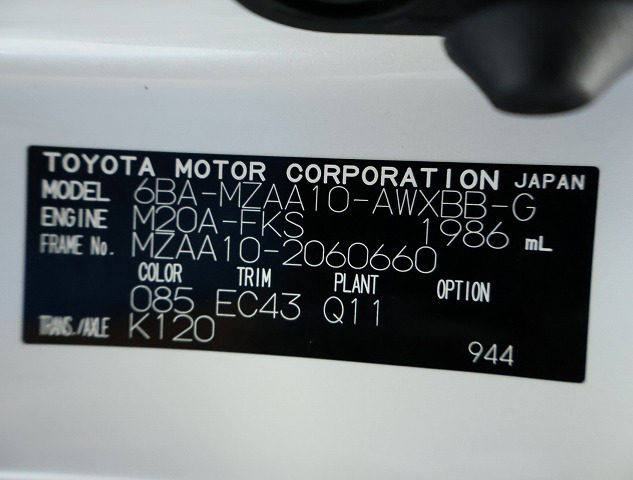 TOYOTA MOTOR CORPORATION JAPAN
MODEL 6BA-MZAA10-AWXBB-G
ENGINE M20A-FKS 1986 mL
FRAME No. MZAA10-2060660
COLOR TRIM PLANT OPTION
085 EC43 Q11
TRANS./AXLE K120
944